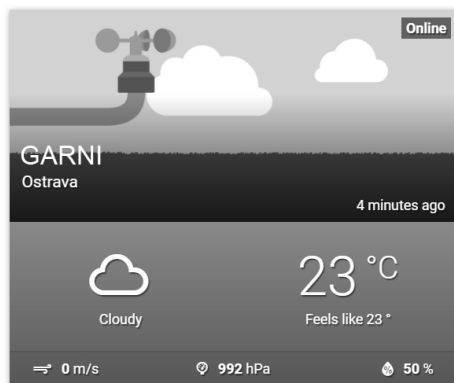 Online
GARNI
Ostrava
4 minutes ago
23 °C
Cloudy
Feels like 23 °
0 m/s
992 hPa
50 %